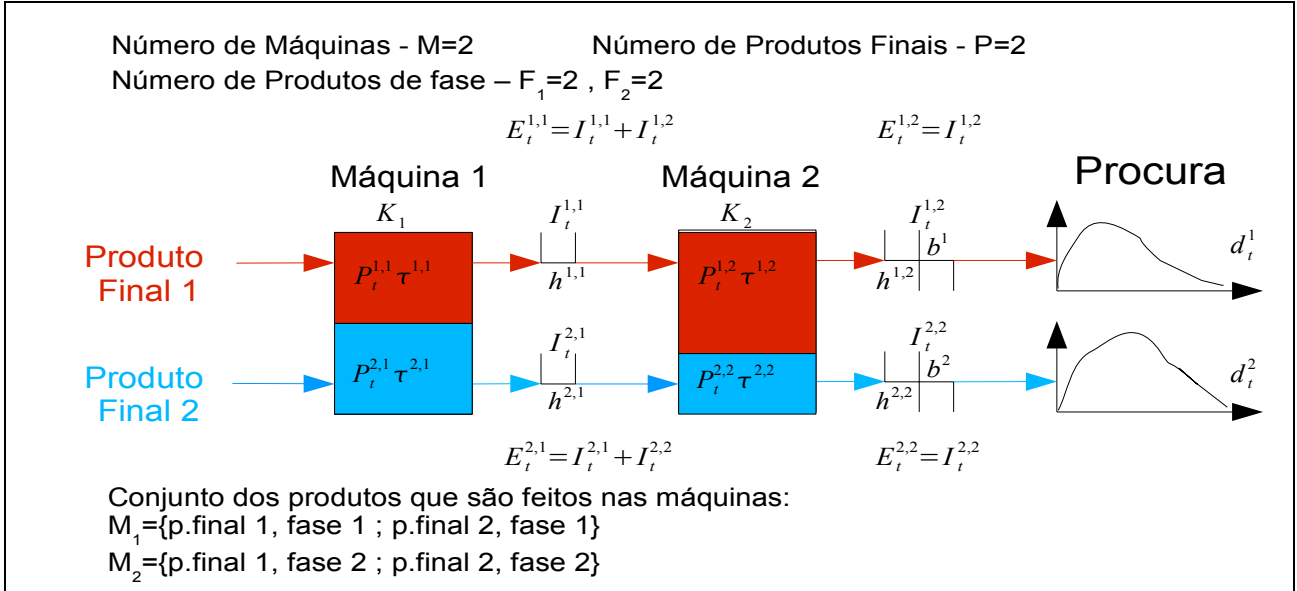 Número de Máquinas - M=2 Número de Produtos Finais - P=2
Número de Produtos de fase – F_1=2 , F_2=2
E_t^{1,1}=I_t^{1,1}+I_t^{1,2} E_t^{1,2}=I_t^{1,2}
Máquina 1 Máquina 2 Procura
K_1 I_t^{1,1} K_2 I_t^{1,2}
Produto Final 1
P_t^{1,1} τ^{1,1} h^{1,1} P_t^{1,2} τ^{1,2} h^{1,2} b^1 d_t^1
I_t^{2,1} I_t^{2,2}
Produto Final 2
P_t^{2,1} τ^{2,1} h^{2,1} P_t^{2,2} τ^{2,2} h^{2,2} b^2 d_t^2
E_t^{2,1}=I_t^{2,1}+I_t^{2,2} E_t^{2,2}=I_t^{2,2}
Conjunto dos produtos que são feitos nas máquinas:
M_1={p.final 1, fase 1 ; p.final 2, fase 1}
M_2={p.final 1, fase 2 ; p.final 2, fase 2}